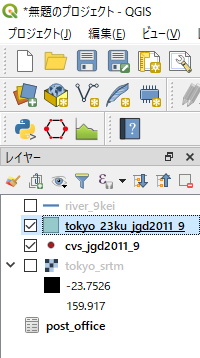 *無題のプロジェクト - QGIS
プロジェクト(J) 編集(E) ビュー(V)
レイヤー
river_9kei
tokyo_23ku_jgd2011_9
cvs_jgd2011_9
tokyo_srtm
-23.7526
159.917
post_office